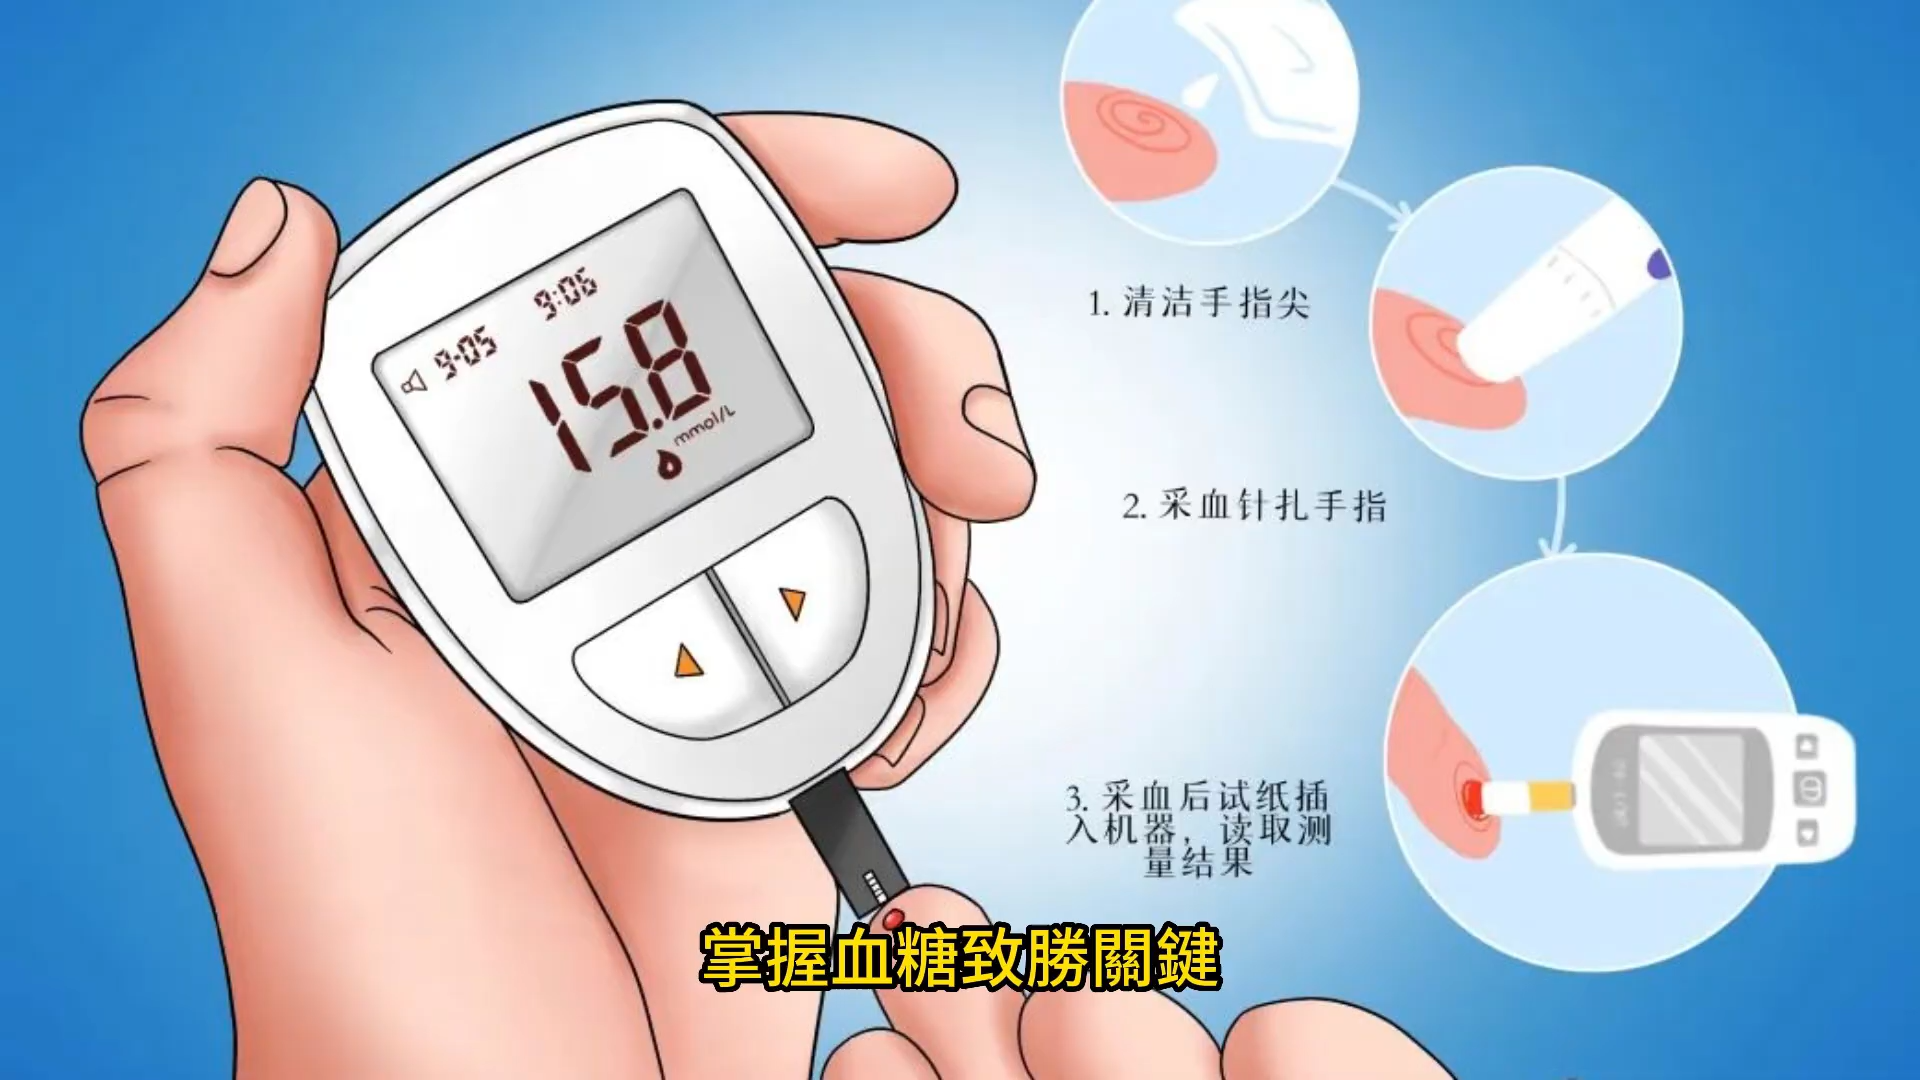 9-05
9:06
15.8
mmol/L
1. 清洁手指尖
2. 采血针扎手指
3. 采血后试纸插
入机器，读取测
量结果
掌握血糖致勝關鍵